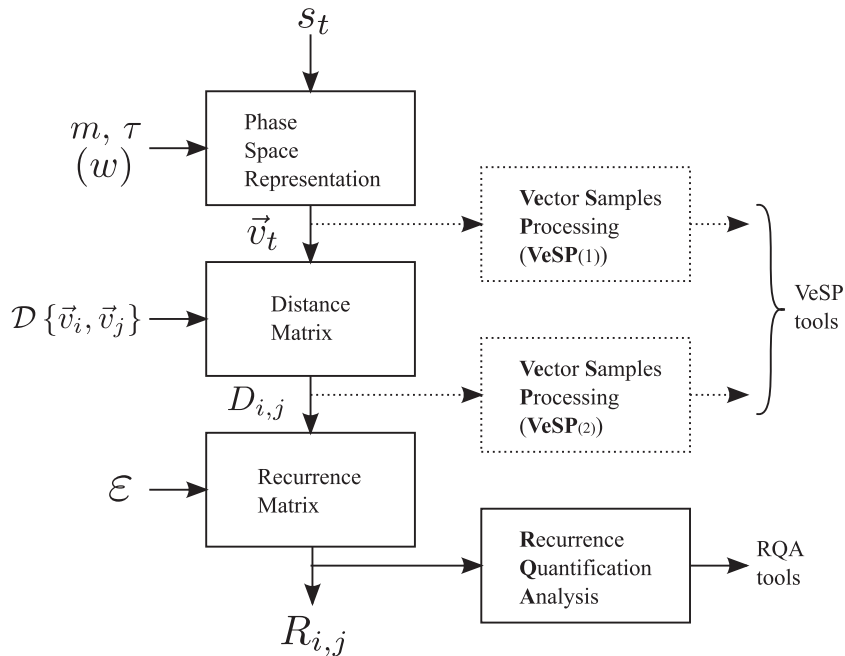 s_t
m, τ
(w)
Phase
Space
Representation
v⃗_t
Vector Samples
Processing
(VeSP(1))
𝒟 {v⃗_i, v⃗_j}
Distance
Matrix
VeSP
tools
D_{i,j}
Vector Samples
Processing
(VeSP(2))
ε
Recurrence
Matrix
Recurrence
Quantification
Analysis
RQA
tools
R_{i,j}